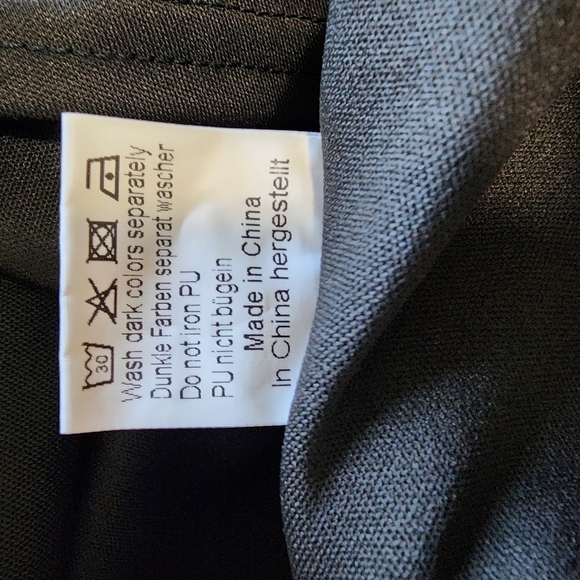 30
Wash dark colors separately
Dunkle Farben separat wascher
Do not iron PU
PU nicht bügein
Made in China
In China hergestellt